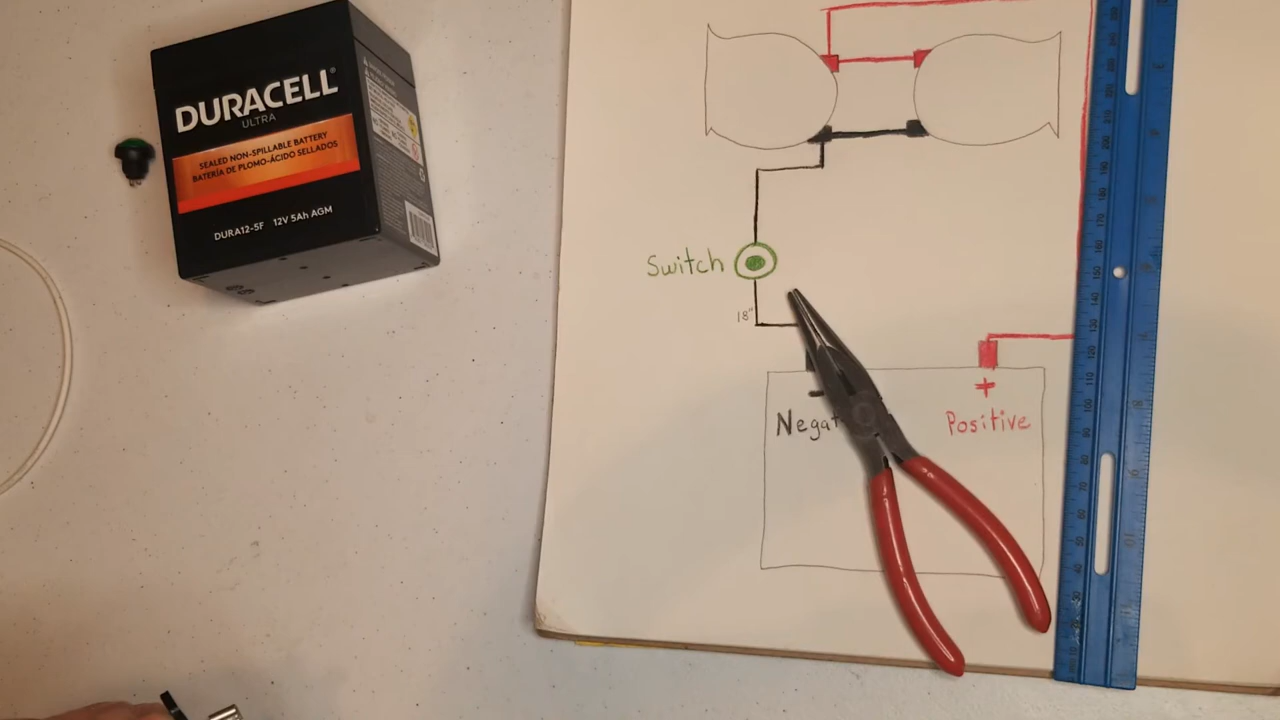 DURACELL®
ULTRA
SEALED NON-SPILLABLE BATTERY
BATERÍA DE PLOMO-ÁCIDO SELLADOS
DURA12-5F 12V 5Ah AGM
Switch
18"
+
-
Negat
Positive